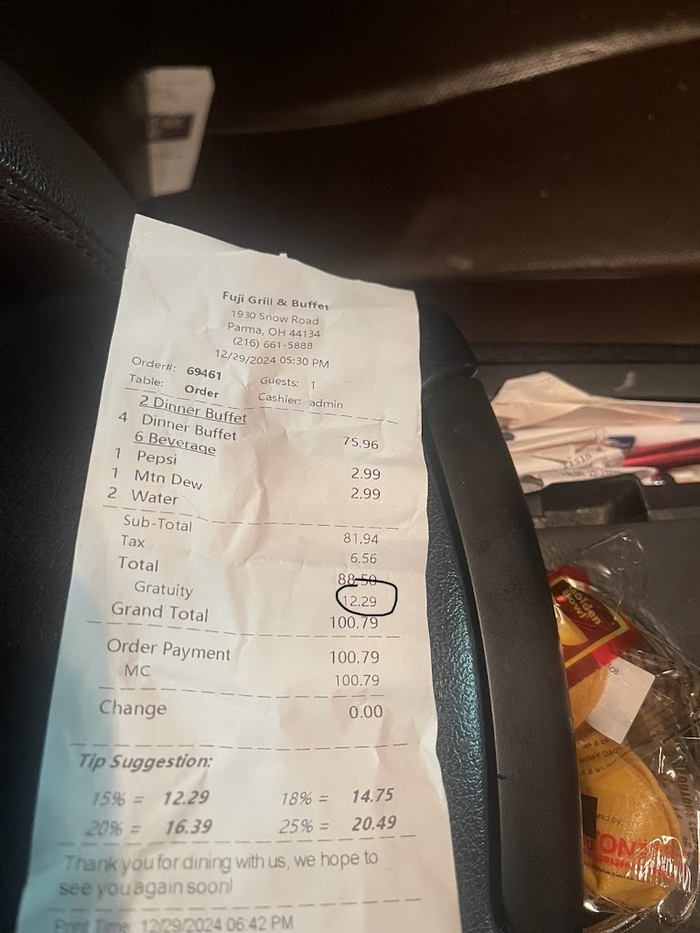 Fuji Grill & Buffet
1930 Snow Road
Parma, OH 44134
(216) 661-5888
12/29/2024 05:30 PM
Order#: 69461 Guests: 1
Table: Order Cashier: admin
2 Dinner Buffet
4 Dinner Buffet 75.96
6 Beverage
1 Pepsi 2.99
1 Mtn Dew 2.99
2 Water
Sub-Total 81.94
Tax 6.56
Total 88.50
Gratuity 12.29
Grand Total 100.79
Order Payment 100.79
MC 100.79
Change 0.00
Tip Suggestion:
15% = 12.29 18% = 14.75
20% = 16.39 25% = 20.49
Thank you for dining with us, we hope to
see you again soon!
Print Time: 12/29/2024 06:42 PM
Golden
Bowl